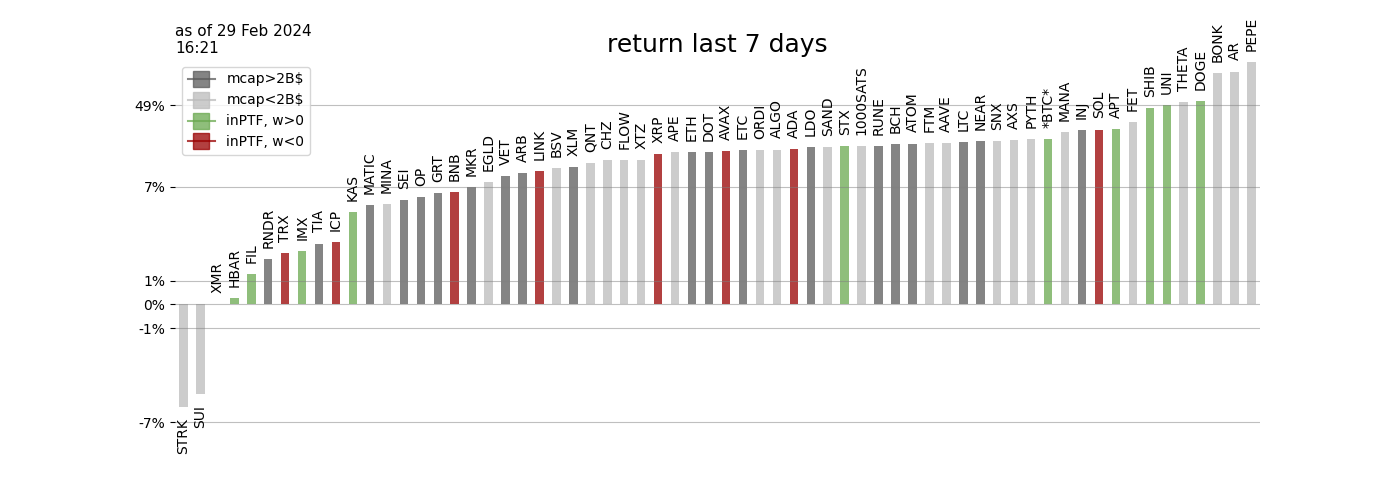 as of 29 Feb 2024
16:21
return last 7 days
mcap>2B$
mcap<2B$
inPTF, w>0
inPTF, w<0
49%
7%
1%
0%
-1%
-7%
STRK
SUI
XMR
HBAR
FIL
RNDR
TRX
IMX
TIA
ICP
KAS
MATIC
MINA
SEI
OP
GRT
BNB
MKR
EGLD
VET
ARB
LINK
BSV
XLM
QNT
CHZ
FLOW
XTZ
XRP
APE
ETH
DOT
AVAX
ETC
ORDI
ALGO
ADA
LDO
SAND
STX
1000SATS
RUNE
BCH
ATOM
FTM
AAVE
LTC
NEAR
SNX
AXS
PYTH
*BTC*
MANA
INJ
SOL
APT
FET
SHIB
UNI
THETA
DOGE
BONK
AR
PEPE